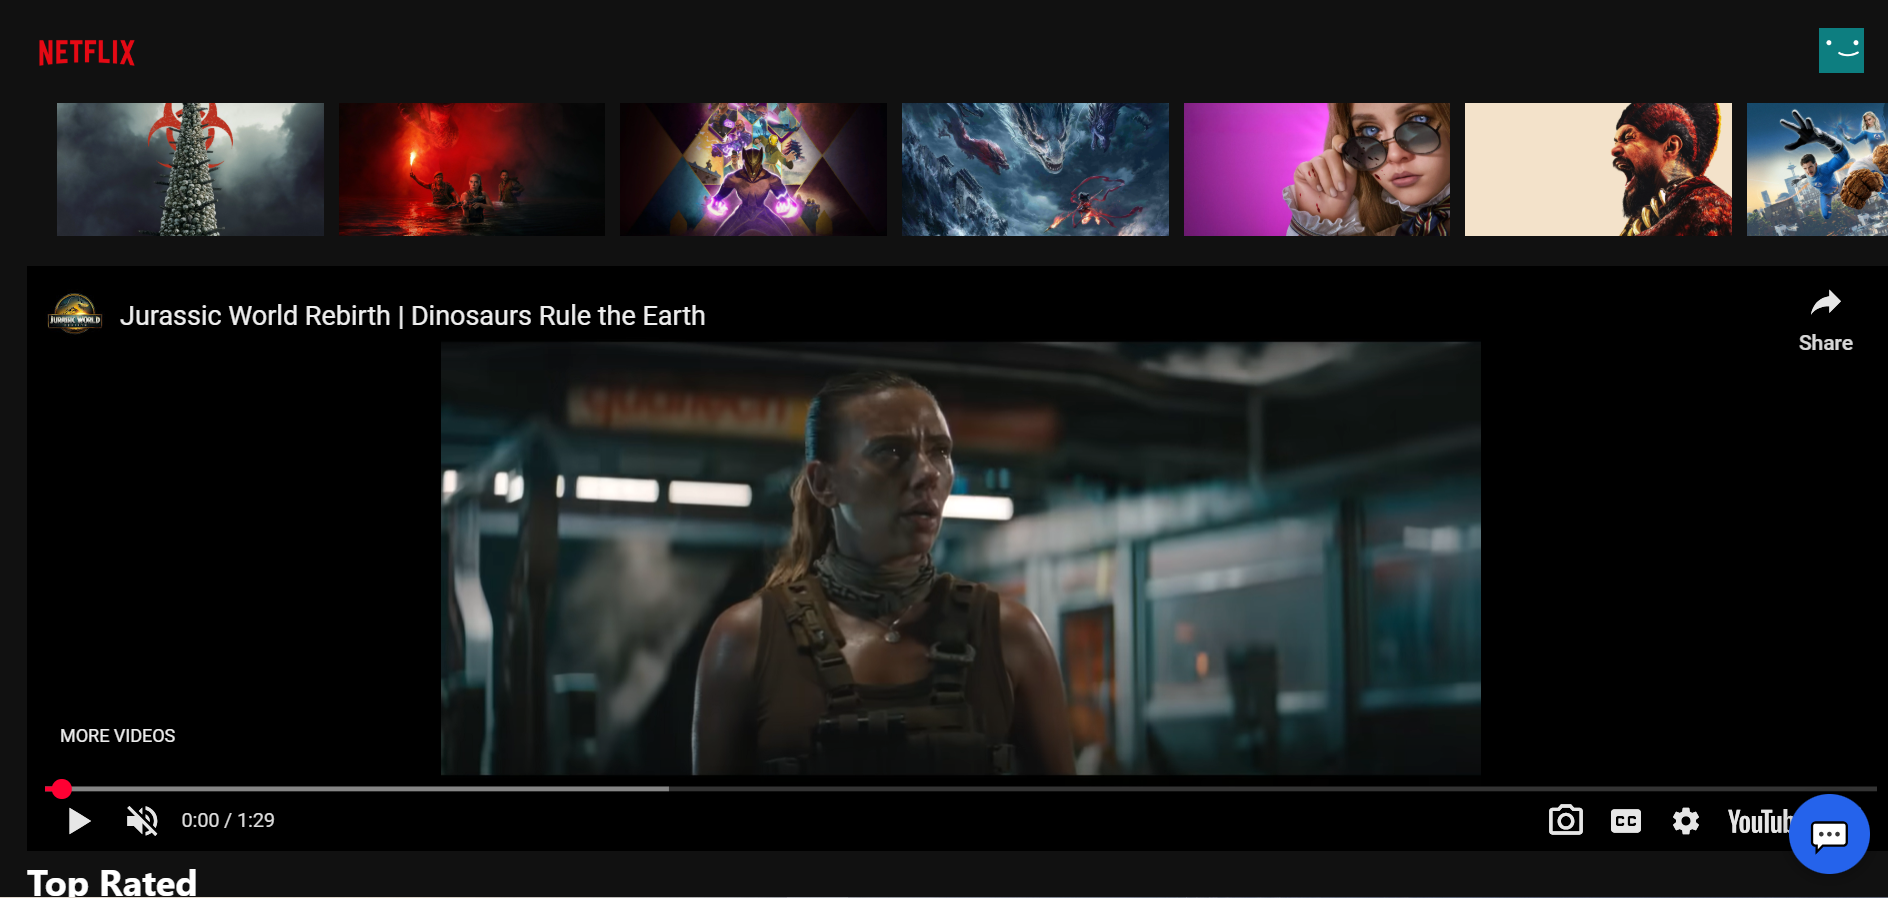 NETFLIX
JURASSIC WORLD
Jurassic World Rebirth | Dinosaurs Rule the Earth
Share
MORE VIDEOS
0:00 / 1:29
CC
YouTub
Top Rated